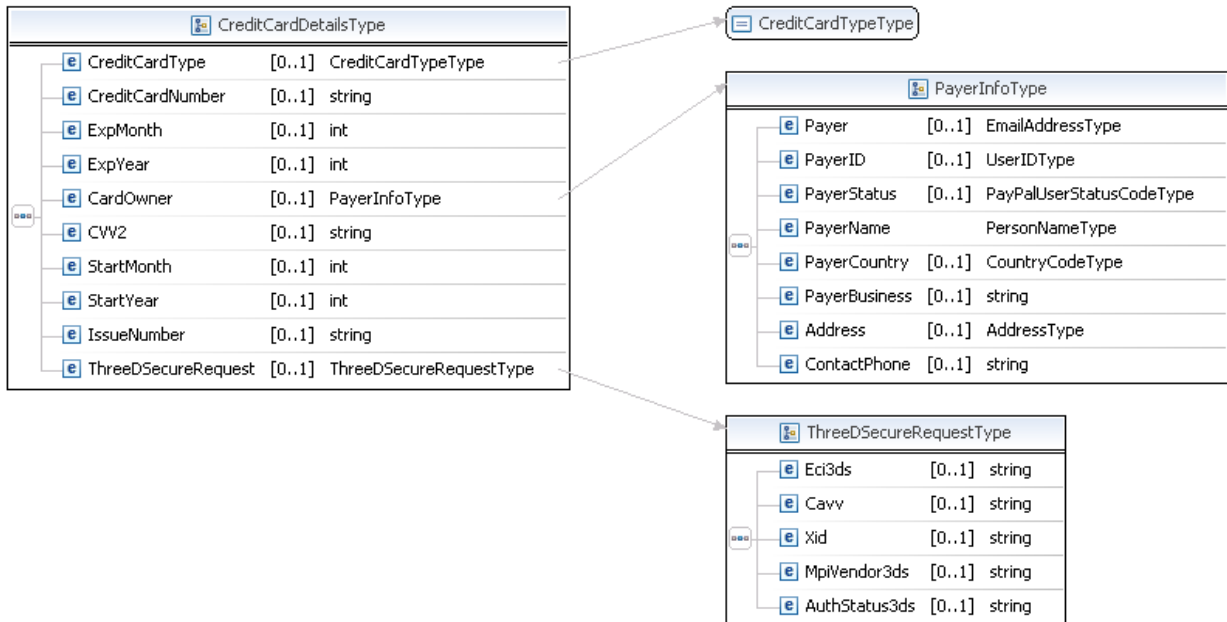 CreditCardDetailsType
CreditCardType [0..1] CreditCardTypeType
CreditCardNumber [0..1] string
ExpMonth [0..1] int
ExpYear [0..1] int
CardOwner [0..1] PayerInfoType
CVV2 [0..1] string
StartMonth [0..1] int
StartYear [0..1] int
IssueNumber [0..1] string
ThreeDSecureRequest [0..1] ThreeDSecureRequestType
CreditCardTypeType
PayerInfoType
Payer [0..1] EmailAddressType
PayerID [0..1] UserIDType
PayerStatus [0..1] PayPalUserStatusCodeType
PayerName PersonNameType
PayerCountry [0..1] CountryCodeType
PayerBusiness [0..1] string
Address [0..1] AddressType
ContactPhone [0..1] string
ThreeDSecureRequestType
Eci3ds [0..1] string
Cavv [0..1] string
Xid [0..1] string
MpiVendor3ds [0..1] string
AuthStatus3ds [0..1] string